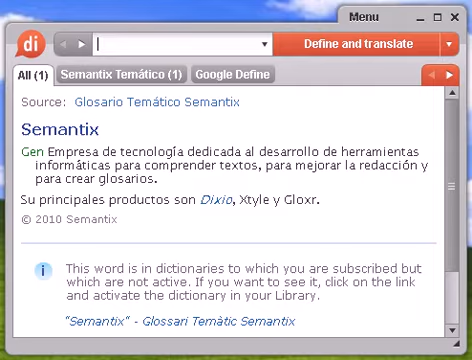 Menu
di
Define and translate
All (1)
Semantix Temático (1)
Google Define
Source: Glosario Temático Semantix
Semantix
Gen Empresa de tecnología dedicada al desarrollo de herramientas
informáticas para comprender textos, para mejorar la redacción y
para crear glosarios.
Su principales productos son Dixio, Xtyle y Gloxr.
© 2010 Semantix
i
This word is in dictionaries to which you are subscribed but
which are not active. If you want to see it, click on the link
and activate the dictionary in your Library.
"Semantix" - Glossari Temàtic Semantix